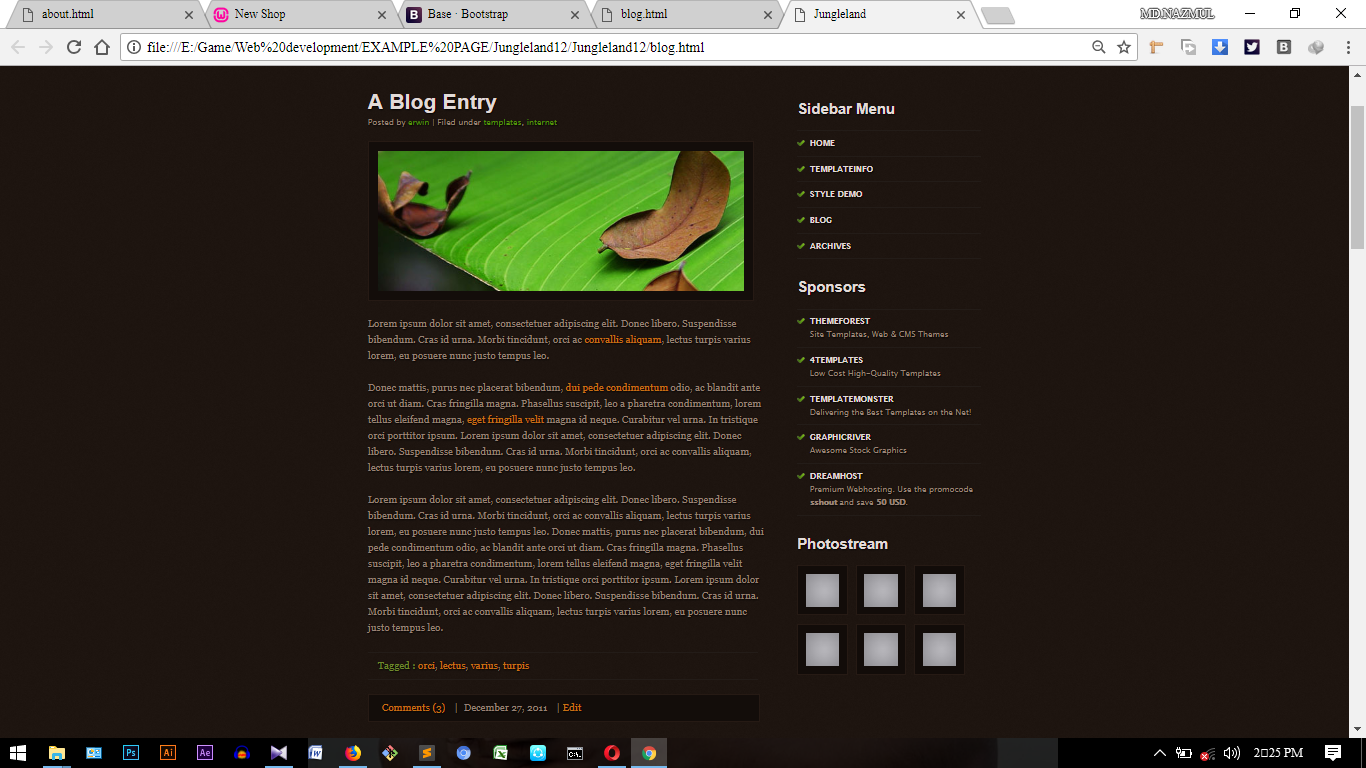 about.html
New Shop
Base · Bootstrap
blog.html
Jungleland
MD.NAZMUL
file:///E:/Game/Web%20development/EXAMPLE%20PAGE/Jungleland12/Jungleland12/blog.html
A Blog Entry
Posted by erwin | Filed under templates, internet
Lorem ipsum dolor sit amet, consectetuer adipiscing elit. Donec libero. Suspendisse
bibendum. Cras id urna. Morbi tincidunt, orci ac convallis aliquam, lectus turpis varius
lorem, eu posuere nunc justo tempus leo.
Donec mattis, purus nec placerat bibendum, dui pede condimentum odio, ac blandit ante
orci ut diam. Cras fringilla magna. Phasellus suscipit, leo a pharetra condimentum, lorem
tellus eleifend magna, eget fringilla velit magna id neque. Curabitur vel urna. In tristique
orci porttitor ipsum. Lorem ipsum dolor sit amet, consectetuer adipiscing elit. Donec
libero. Suspendisse bibendum. Cras id urna. Morbi tincidunt, orci ac convallis aliquam,
lectus turpis varius lorem, eu posuere nunc justo tempus leo.
Lorem ipsum dolor sit amet, consectetuer adipiscing elit. Donec libero. Suspendisse
bibendum. Cras id urna. Morbi tincidunt, orci ac convallis aliquam, lectus turpis varius
lorem, eu posuere nunc justo tempus leo. Donec mattis, purus nec placerat bibendum, dui
pede condimentum odio, ac blandit ante orci ut diam. Cras fringilla magna. Phasellus
suscipit, leo a pharetra condimentum, lorem tellus eleifend magna, eget fringilla velit
magna id neque. Curabitur vel urna. In tristique orci porttitor ipsum. Lorem ipsum dolor
sit amet, consectetuer adipiscing elit. Donec libero. Suspendisse bibendum. Cras id urna.
Morbi tincidunt, orci ac convallis aliquam, lectus turpis varius lorem, eu posuere nunc
justo tempus leo.
Tagged : orci, lectus, varius, turpis
Comments (3) | December 27, 2011 | Edit
Sidebar Menu
HOME
TEMPLATEINFO
STYLE DEMO
BLOG
ARCHIVES
Sponsors
THEMEFOREST
Site Templates, Web & CMS Themes
4TEMPLATES
Low Cost High-Quality Templates
TEMPLATEMONSTER
Delivering the Best Templates on the Net!
GRAPHICRIVER
Awesome Stock Graphics
DREAMHOST
Premium Webhosting. Use the promocode
sshout and save 50 USD.
Photostream
2□25 PM